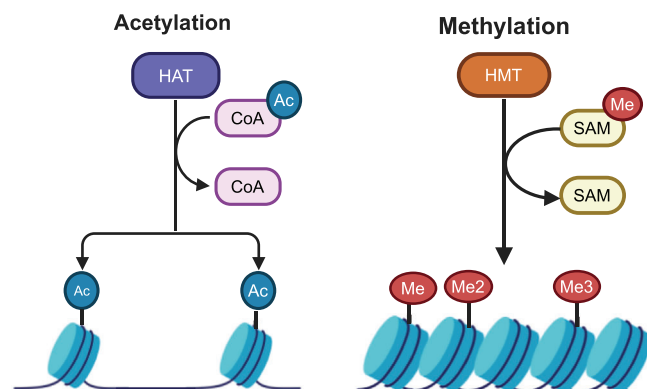 Acetylation
HAT
Ac
CoA
CoA
Ac
Ac
Methylation
HMT
Me
SAM
SAM
Me
Me2
Me3